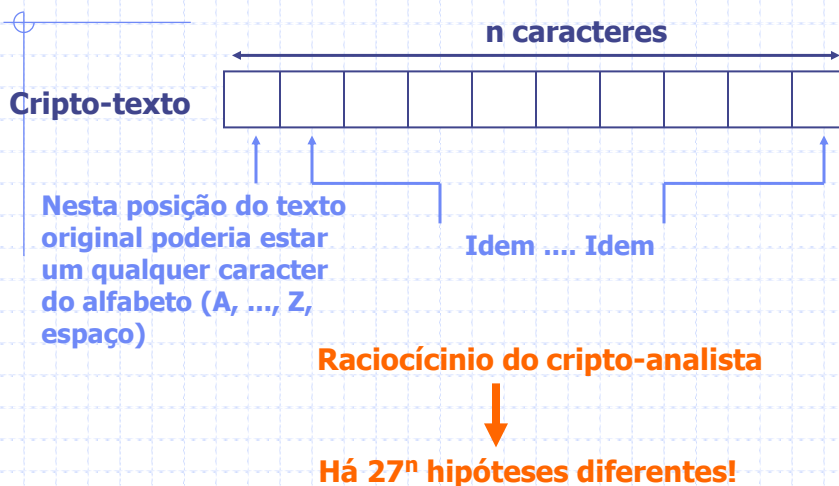 n caracteres
Cripto-texto
Nesta posição do texto
original poderia estar
um qualquer caracter
do alfabeto (A, ..., Z,
espaço)
Idem .... Idem
Raciocícinio do cripto-analista
Há 27ⁿ hipóteses diferentes!